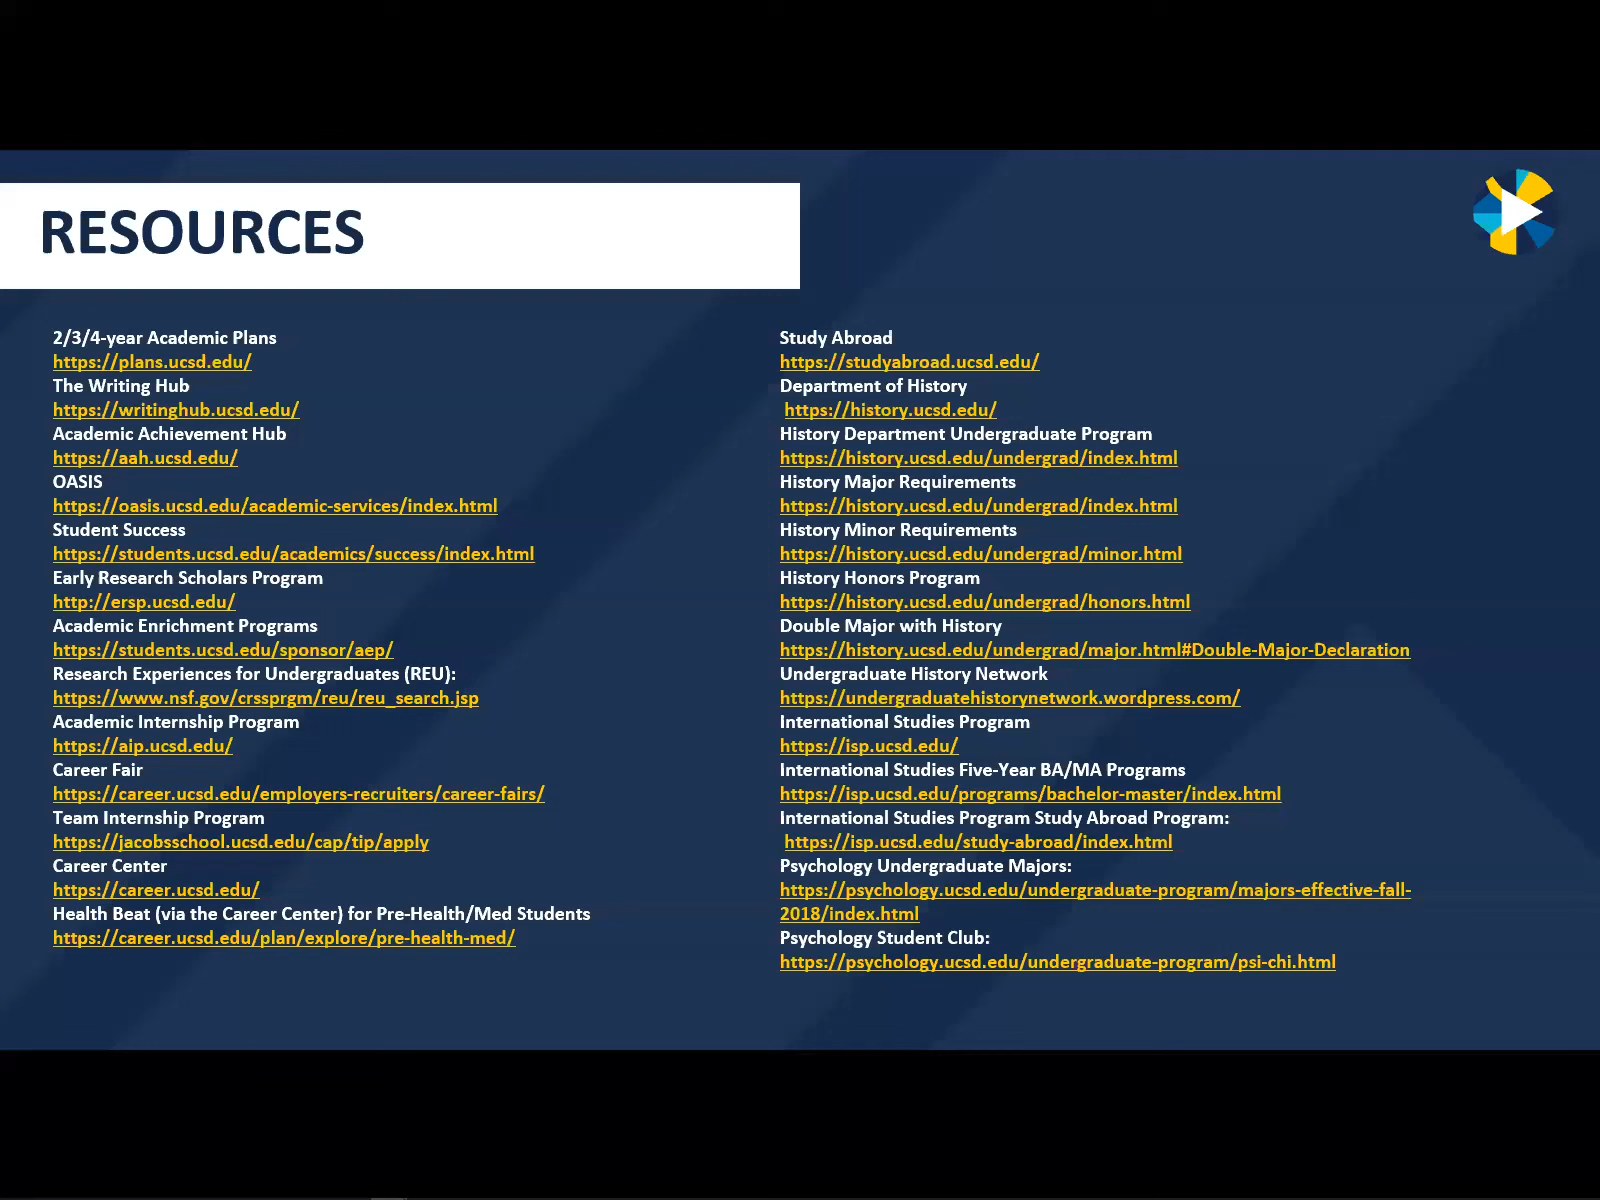 RESOURCES
2/3/4-year Academic Plans
https://plans.ucsd.edu/
The Writing Hub
https://writinghub.ucsd.edu/
Academic Achievement Hub
https://aah.ucsd.edu/
OASIS
https://oasis.ucsd.edu/academic-services/index.html
Student Success
https://students.ucsd.edu/academics/success/index.html
Early Research Scholars Program
http://ersp.ucsd.edu/
Academic Enrichment Programs
https://students.ucsd.edu/sponsor/aep/
Research Experiences for Undergraduates (REU):
https://www.nsf.gov/crssprgm/reu/reu_search.jsp
Academic Internship Program
https://aip.ucsd.edu/
Career Fair
https://career.ucsd.edu/employers-recruiters/career-fairs/
Team Internship Program
https://jacobsschool.ucsd.edu/cap/tip/apply
Career Center
https://career.ucsd.edu/
Health Beat (via the Career Center) for Pre-Health/Med Students
https://career.ucsd.edu/plan/explore/pre-health-med/
Study Abroad
https://studyabroad.ucsd.edu/
Department of History
https://history.ucsd.edu/
History Department Undergraduate Program
https://history.ucsd.edu/undergrad/index.html
History Major Requirements
https://history.ucsd.edu/undergrad/index.html
History Minor Requirements
https://history.ucsd.edu/undergrad/minor.html
History Honors Program
https://history.ucsd.edu/undergrad/honors.html
Double Major with History
https://history.ucsd.edu/undergrad/major.html#Double-Major-Declaration
Undergraduate History Network
https://undergraduatehistorynetwork.wordpress.com/
International Studies Program
https://isp.ucsd.edu/
International Studies Five-Year BA/MA Programs
https://isp.ucsd.edu/programs/bachelor-master/index.html
International Studies Program Study Abroad Program:
https://isp.ucsd.edu/study-abroad/index.html
Psychology Undergraduate Majors:
https://psychology.ucsd.edu/undergraduate-program/majors-effective-fall-
2018/index.html
Psychology Student Club:
https://psychology.ucsd.edu/undergraduate-program/psi-chi.html